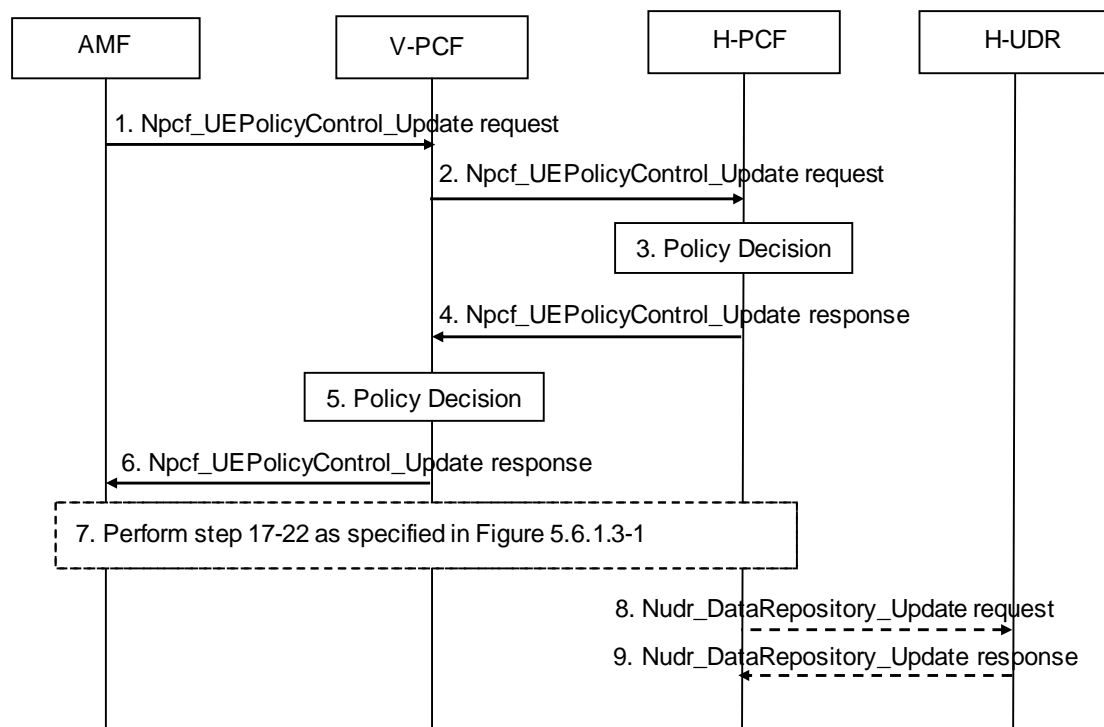 AMF
V-PCF
H-PCF
H-UDR
1. Npcf_UEPolicyControl_Update request
2. Npcf_UEPolicyControl_Update request
3. Policy Decision
4. Npcf_UEPolicyControl_Update response
5. Policy Decision
6. Npcf_UEPolicyControl_Update response
7. Perform step 17-22 as specified in Figure 5.6.1.3-1
8. Nudr_DataRepository_Update request
9. Nudr_DataRepository_Update response